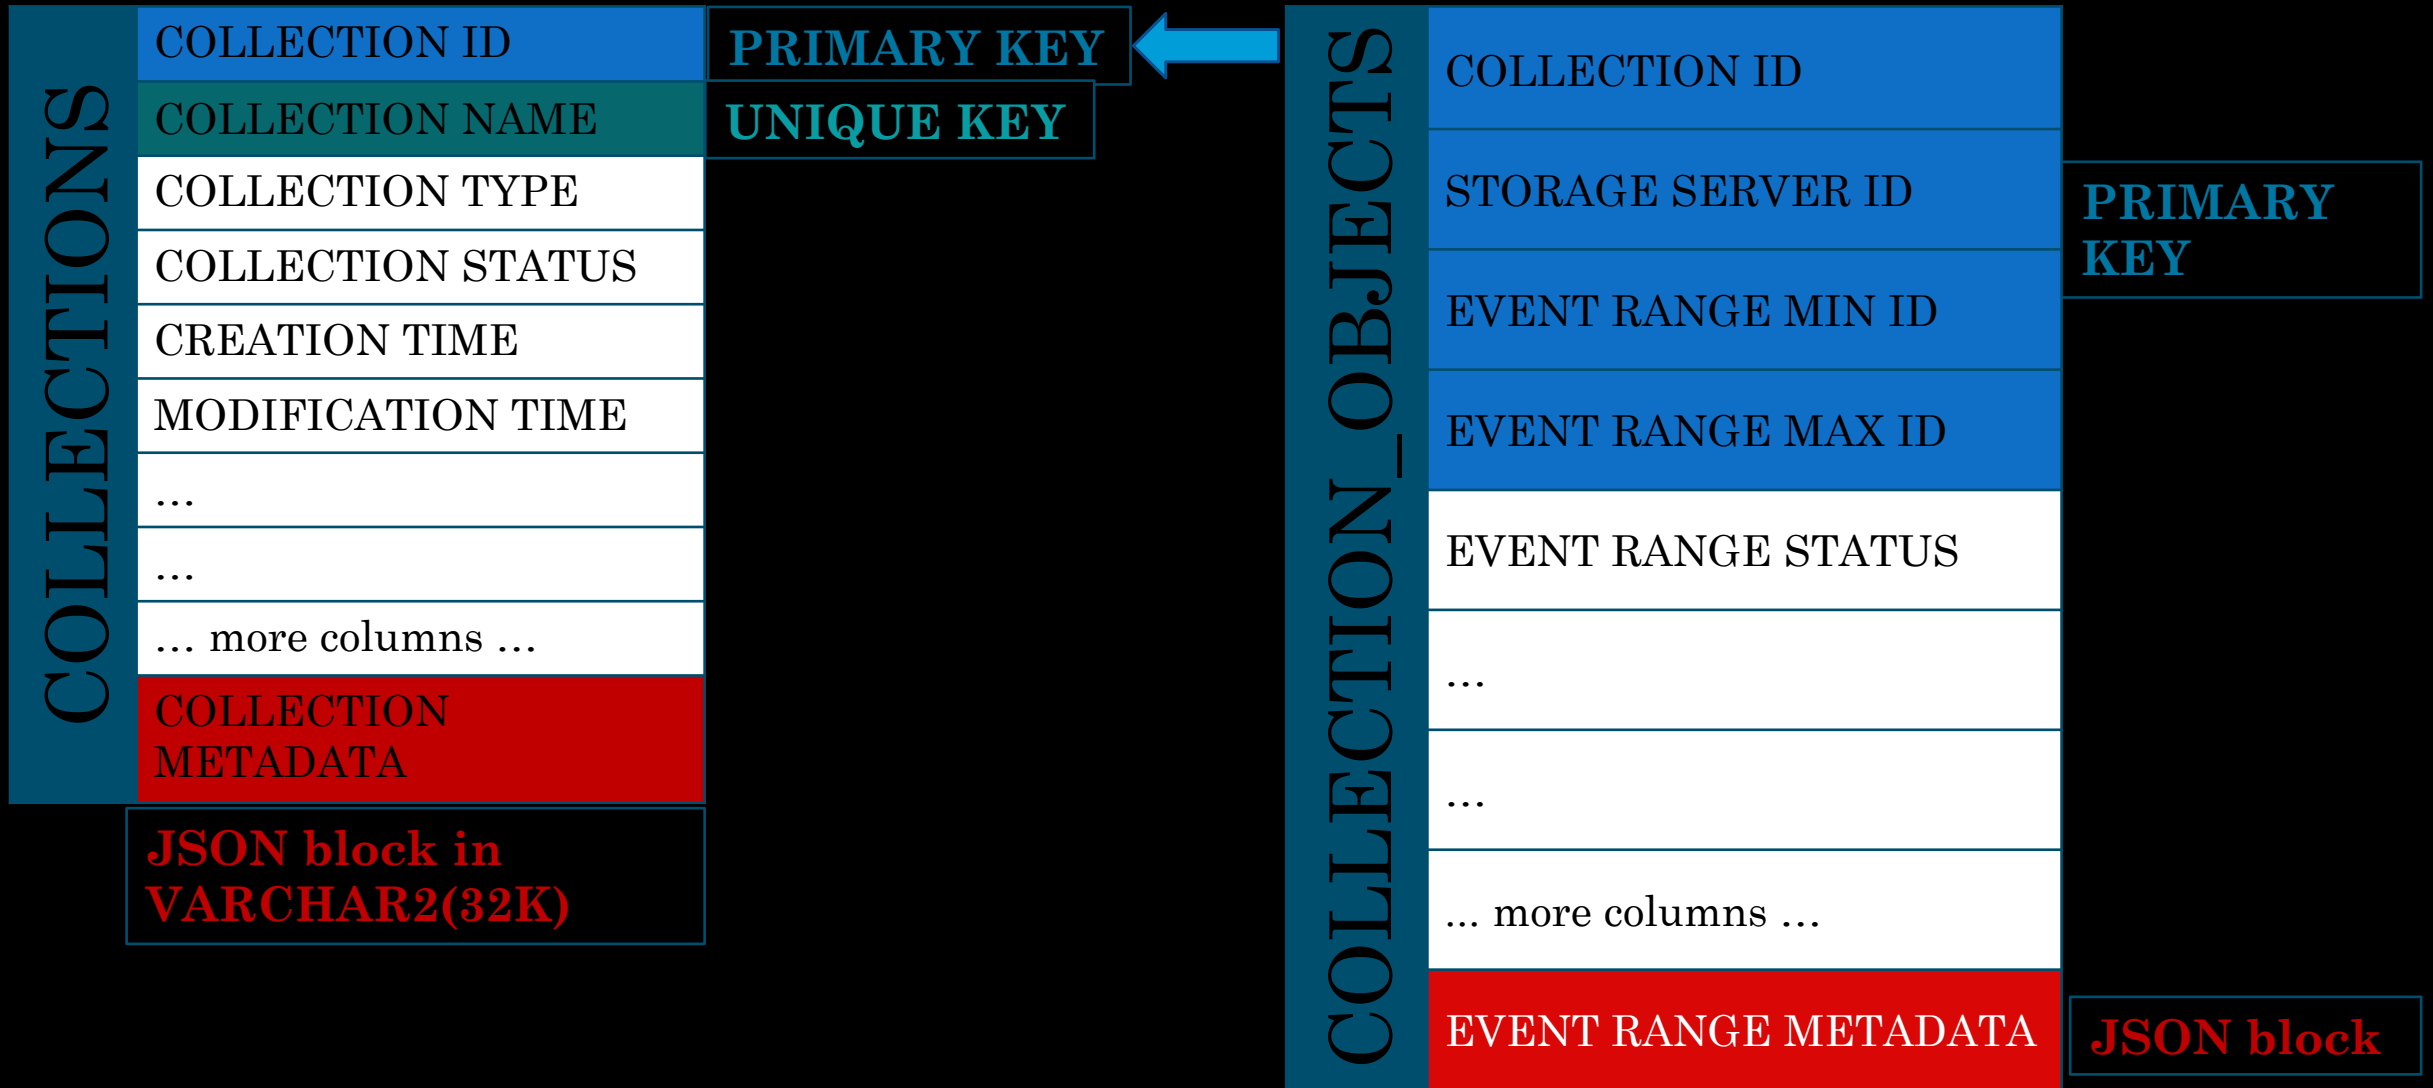 COLLECTIONS
COLLECTION ID
PRIMARY KEY
COLLECTION NAME
UNIQUE KEY
COLLECTION TYPE
COLLECTION STATUS
CREATION TIME
MODIFICATION TIME
…
…
… more columns …
COLLECTION
METADATA
JSON block in
VARCHAR2(32K)
COLLECTION_OBJECTS
COLLECTION ID
STORAGE SERVER ID
EVENT RANGE MIN ID
EVENT RANGE MAX ID
PRIMARY
KEY
EVENT RANGE STATUS
…
…
... more columns …
EVENT RANGE METADATA
JSON block